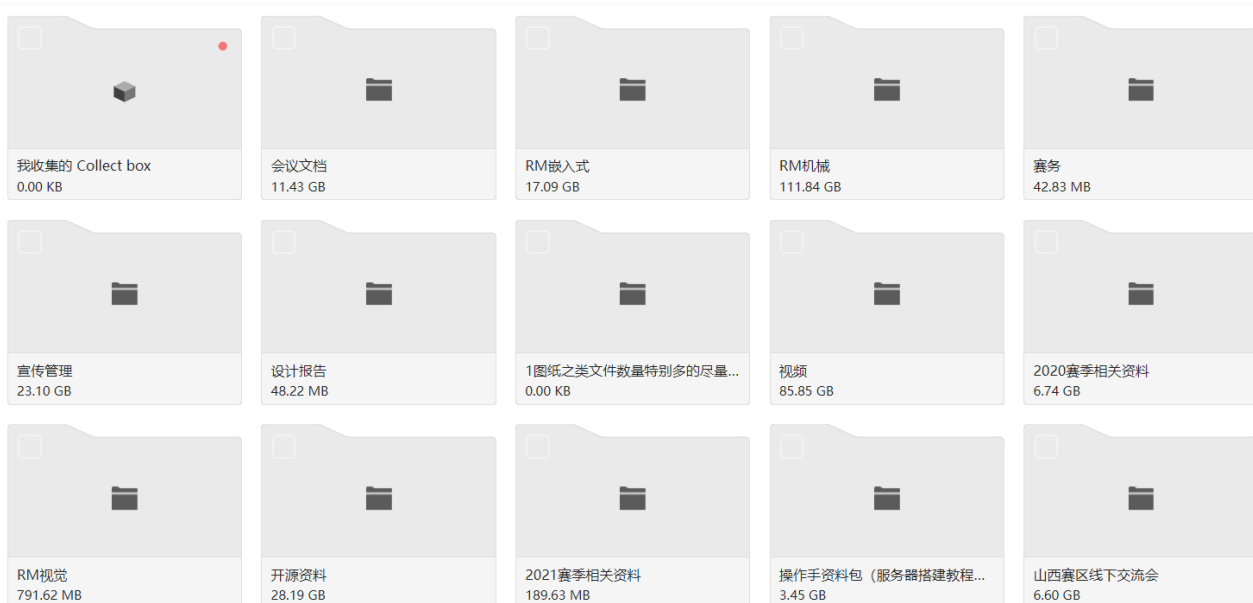 我收集的 Collect box
0.00 KB
会议文档
11.43 GB
RM嵌入式
17.09 GB
RM机械
111.84 GB
赛务
42.83 MB
宣传管理
23.10 GB
设计报告
48.22 MB
1图纸之类文件数量特别多的尽量...
0.00 KB
视频
85.85 GB
2020赛季相关资料
6.74 GB
RM视觉
791.62 MB
开源资料
28.19 GB
2021赛季相关资料
189.63 MB
操作手资料包（服务器搭建教程...
3.45 GB
山西赛区线下交流会
6.60 GB